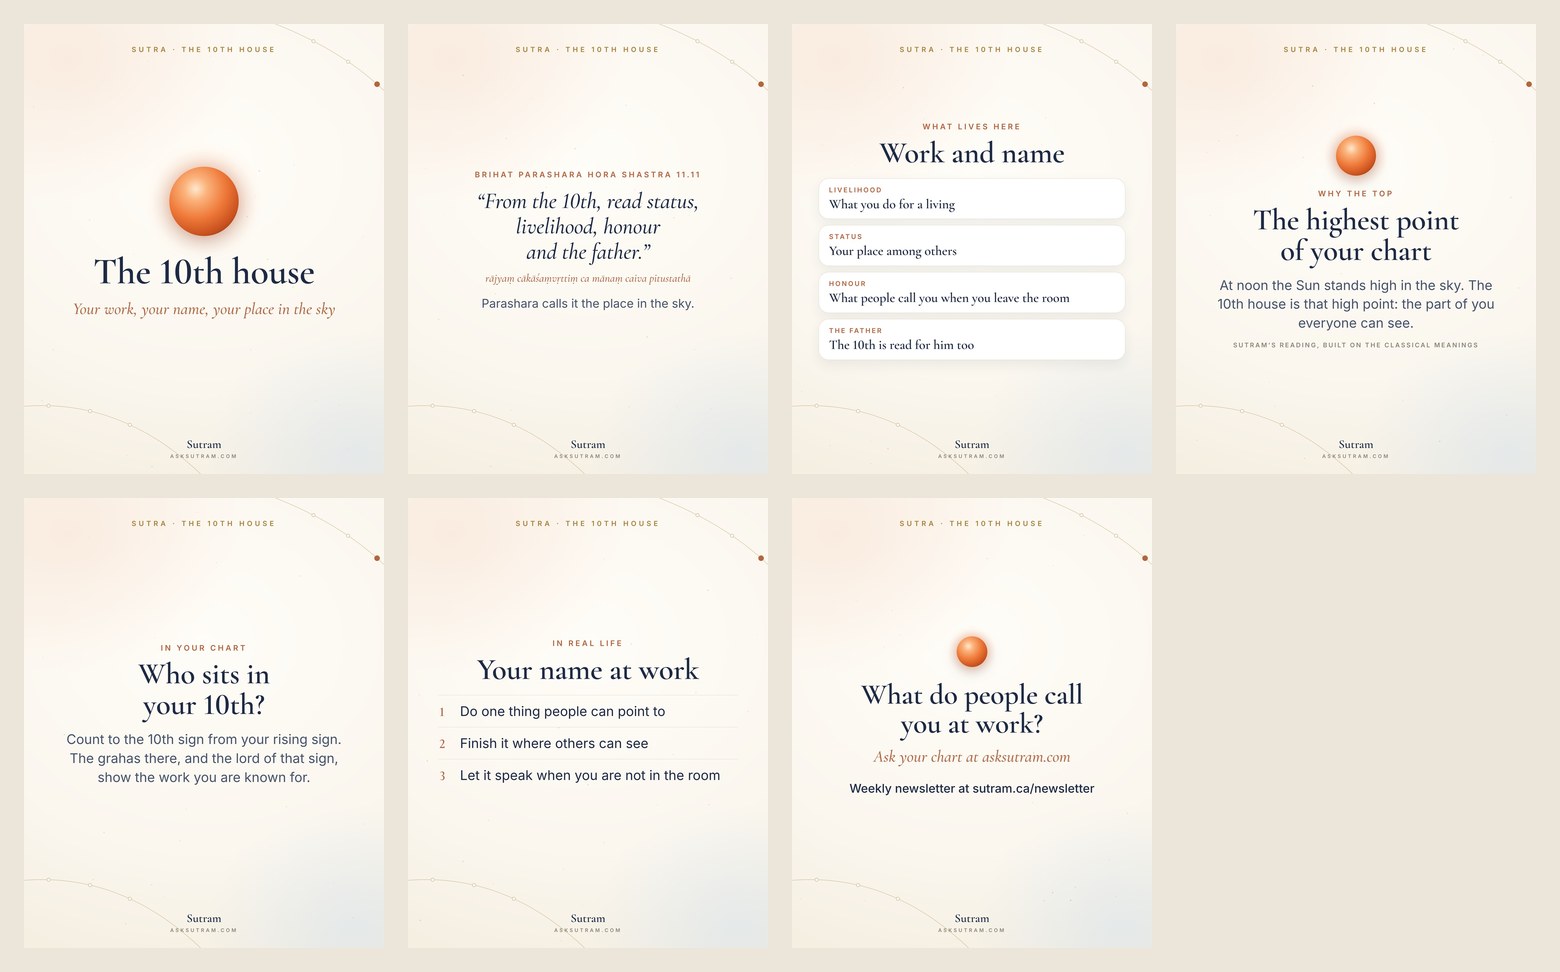 SUTRA · THE 10TH HOUSE
The 10th house
Your work, your name, your place in the sky
Sutram
ASKSUTRAM.COM
SUTRA · THE 10TH HOUSE
BRIHAT PARASHARA HORA SHASTRA 11.11
“From the 10th, read status,
livelihood, honour
and the father.”
rājyaṃ cākāśaṃvṛttiṃ ca mānaṃ caiva pitustathā
Parashara calls it the place in the sky.
Sutram
ASKSUTRAM.COM
SUTRA · THE 10TH HOUSE
WHAT LIVES HERE
Work and name
LIVELIHOOD
What you do for a living
STATUS
Your place among others
HONOUR
What people call you when you leave the room
THE FATHER
The 10th is read for him too
Sutram
ASKSUTRAM.COM
SUTRA · THE 10TH HOUSE
WHY THE TOP
The highest point
of your chart
At noon the Sun stands high in the sky. The
10th house is that high point: the part of you
everyone can see.
SUTRAM'S READING, BUILT ON THE CLASSICAL MEANINGS
Sutram
ASKSUTRAM.COM
SUTRA · THE 10TH HOUSE
IN YOUR CHART
Who sits in
your 10th?
Count to the 10th sign from your rising sign.
The grahas there, and the lord of that sign,
show the work you are known for.
Sutram
ASKSUTRAM.COM
SUTRA · THE 10TH HOUSE
IN REAL LIFE
Your name at work
1 Do one thing people can point to
2 Finish it where others can see
3 Let it speak when you are not in the room
Sutram
ASKSUTRAM.COM
SUTRA · THE 10TH HOUSE
What do people call
you at work?
Ask your chart at asksutram.com
Weekly newsletter at sutram.ca/newsletter
Sutram
ASKSUTRAM.COM